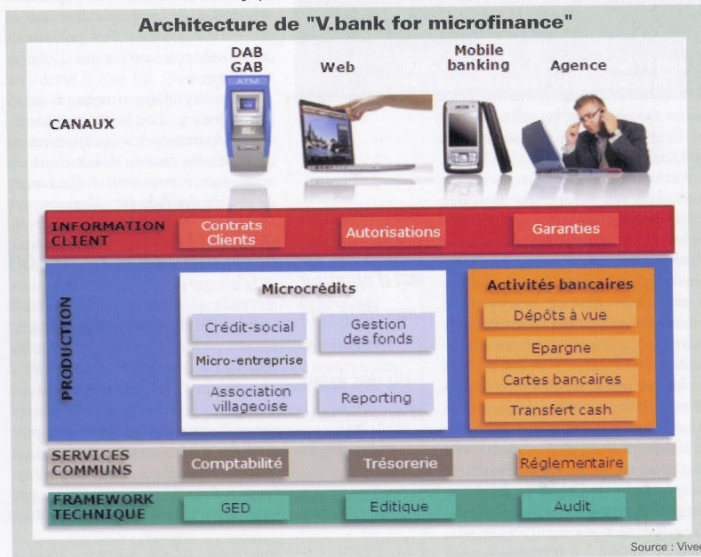 Architecture de "V.bank for microfinance"
DAB
GAB
Web
Mobile
banking
Agence
ATM
CANAUX
INFORMATION
CLIENT
Contrats
Clients
Autorisations
Garanties
PRODUCTION
Microcrédits
Crédit-social
Micro-entreprise
Association
villageoise
Gestion
des fonds
Reporting
Activités bancaires
Dépôts à vue
Epargne
Cartes bancaires
Transfert cash
SERVICES
COMMUNS
Comptabilité
Trésorerie
Réglementaire
FRAMEWORK
TECHNIQUE
GED
Editique
Audit
Source :